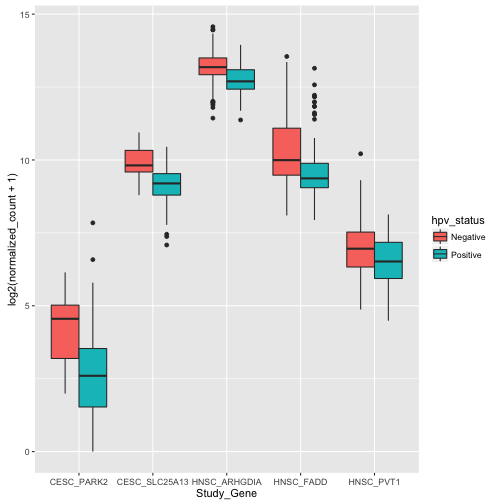 15
10
5
0
log2(normalized_count + 1)
CESC_PARK2 CESC_SLC25A13 HNSC_ARHGDIA HNSC_FADD HNSC_PVT1
Study_Gene
hpv_status
Negative
Positive